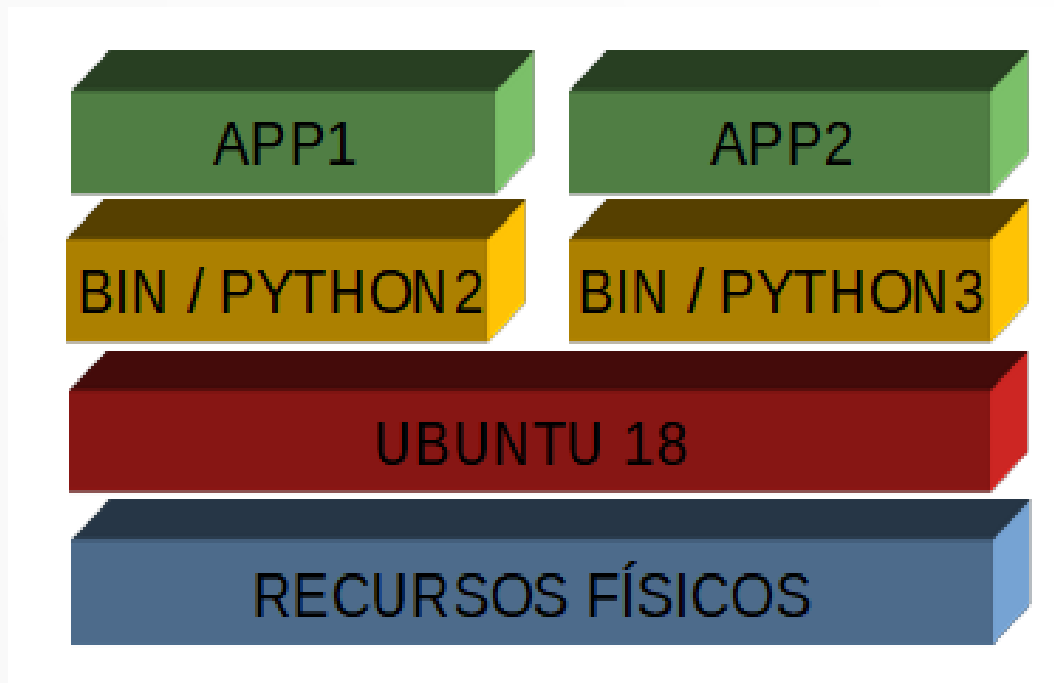 APP1
APP2
BIN / PYTHON2
BIN / PYTHON3
UBUNTU 18
RECURSOS FÍSICOS